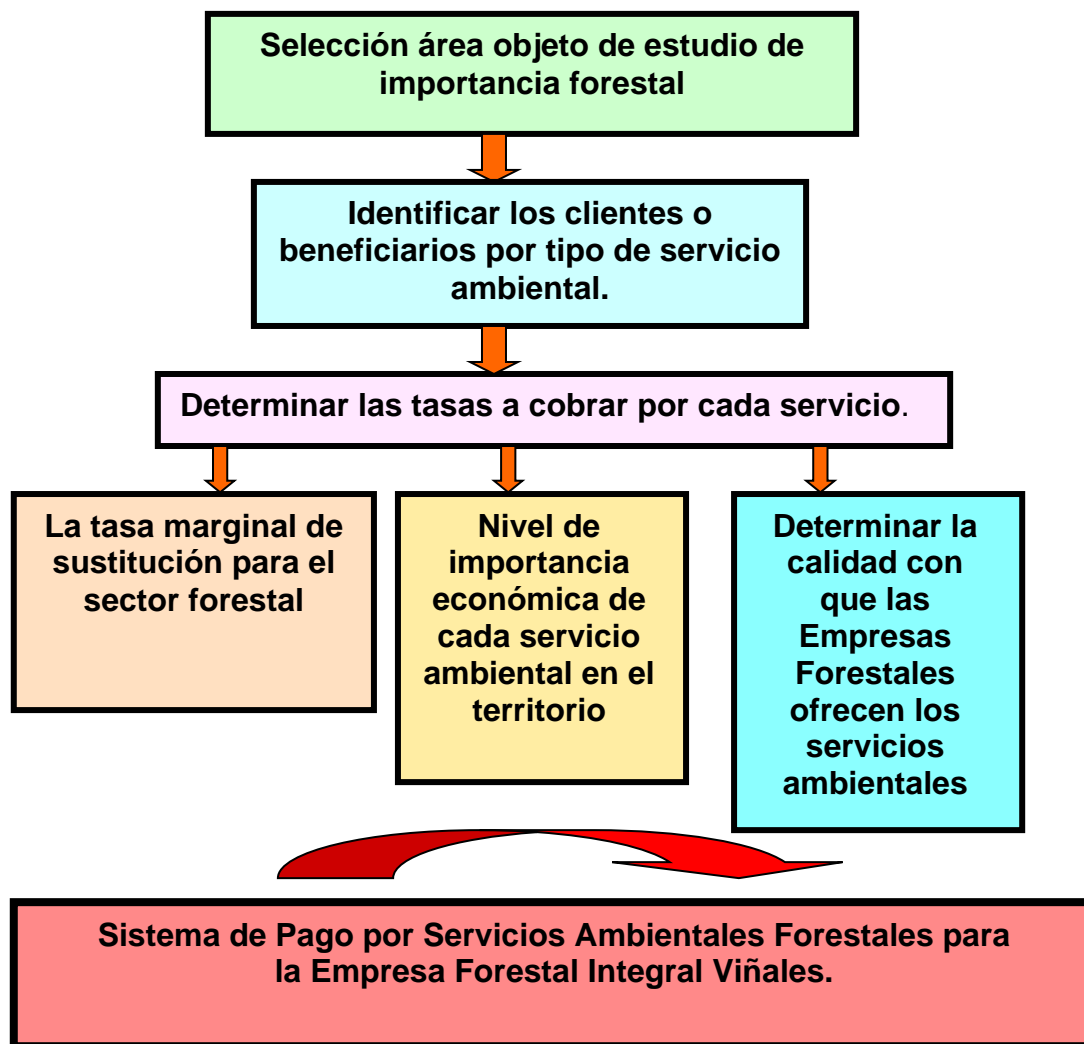 Selección área objeto de estudio de
importancia forestal
Identificar los clientes o
beneficiarios por tipo de servicio
ambiental.
Determinar las tasas a cobrar por cada servicio.
La tasa marginal de
sustitución para el
sector forestal
Nivel de
importancia
económica de
cada servicio
ambiental en el
territorio
Determinar la
calidad con
que las
Empresas
Forestales
ofrecen los
servicios
ambientales
Sistema de Pago por Servicios Ambientales Forestales para
la Empresa Forestal Integral Viñales.